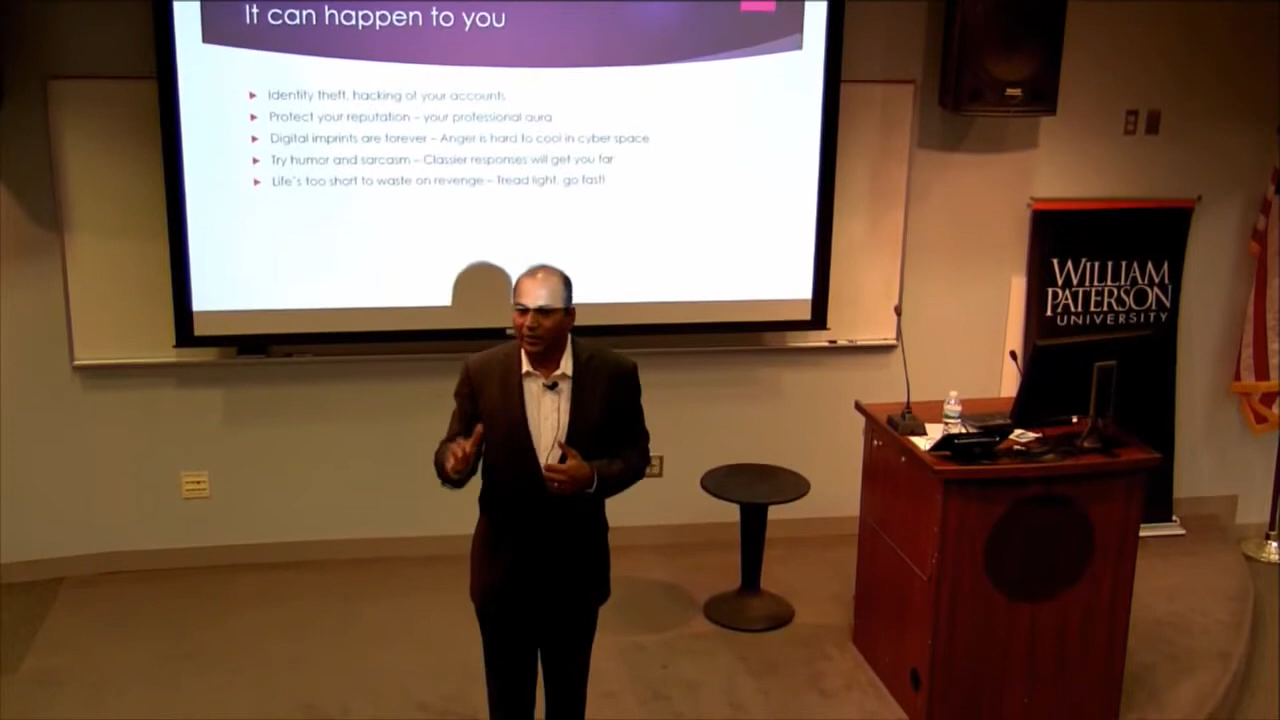 It can happen to you
Identity theft, hacking of your accounts
Protect your reputation – your professional aura
Digital imprints are forever – Anger is hard to cool in cyber space
Try humor and sarcasm – Classier responses will get you far
Life's too short to waste on revenge – Tread light, go fast!
WILLIAM
PATERSON
UNIVERSITY